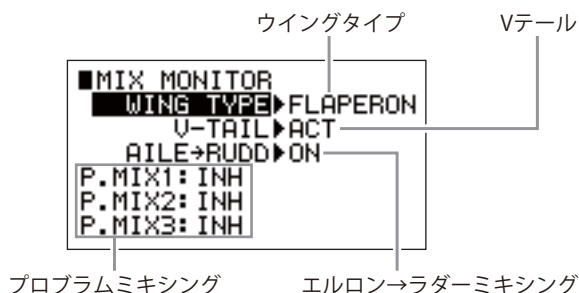 ウイングタイプ
Vテール
■MIX MONITOR
WING TYPE▶FLAPERON
V-TAIL▶ACT
AILE→RUDD▶ON
P.MIX1: INH
P.MIX2: INH
P.MIX3: INH
プロブラムミキシング
エルロン→ラダーミキシング